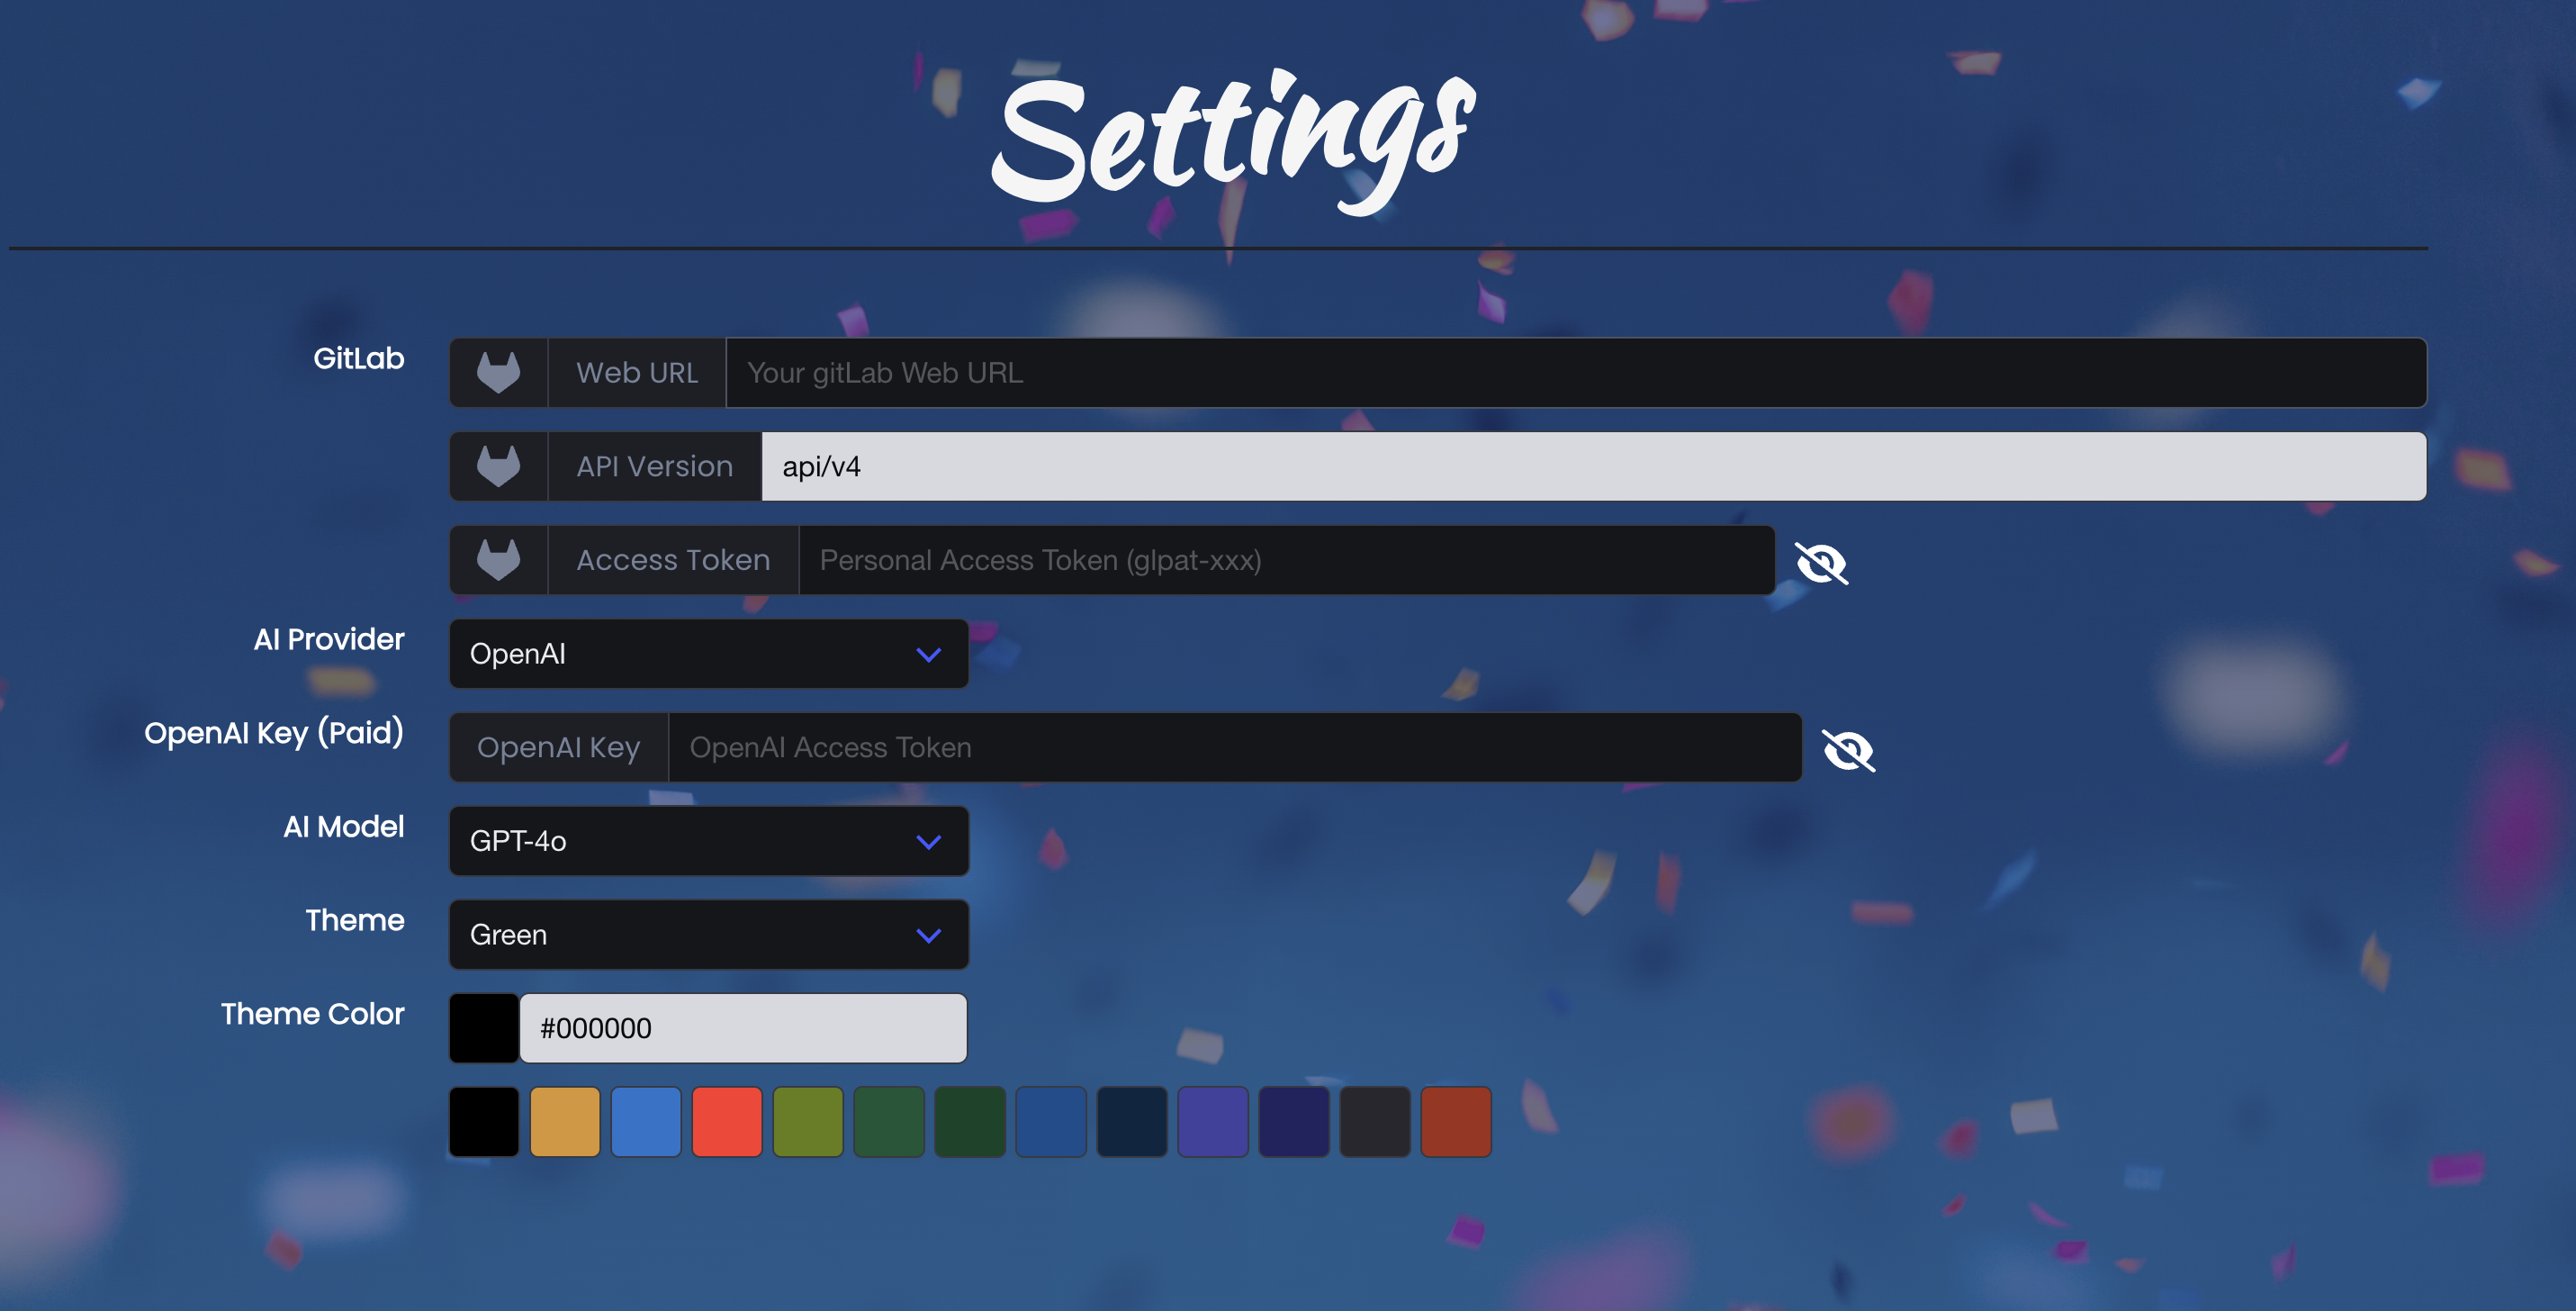 Settings
GitLab
Web URL
Your gitLab Web URL
API Version
api/v4
Access Token
Personal Access Token (glpat-xxx)
AI Provider
OpenAI
OpenAI Key (Paid)
OpenAI Key
OpenAI Access Token
AI Model
GPT-4o
Theme
Green
Theme Color
#000000